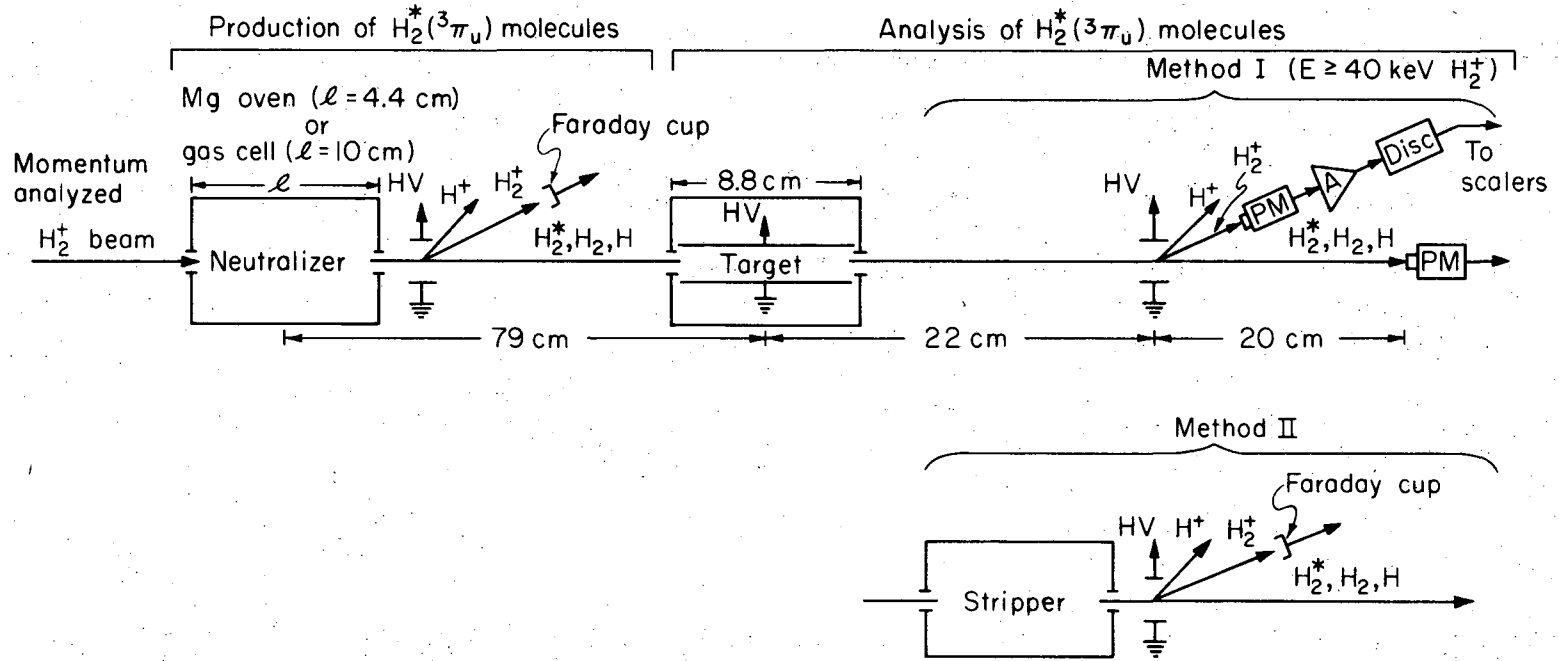 Production of H₂*(³πᵤ) molecules
Analysis of H₂*(³πᵤ) molecules
Method I (E ≥ 40 keV H₂⁺)
Mg oven (ℓ = 4.4 cm)
or
gas cell (ℓ = 10 cm)
Faraday cup
Momentum
analyzed
H₂⁺ beam
ℓ
HV
H⁺
H₂⁺
H₂*, H₂, H
Neutralizer
8.8 cm
HV
Target
HV
H⁺
H₂⁺
PM
A
Disc
To
scalers
H₂*, H₂, H
PM
79 cm
22 cm
20 cm
Method II
Faraday cup
HV
H⁺
H₂⁺
H₂*, H₂, H
Stripper